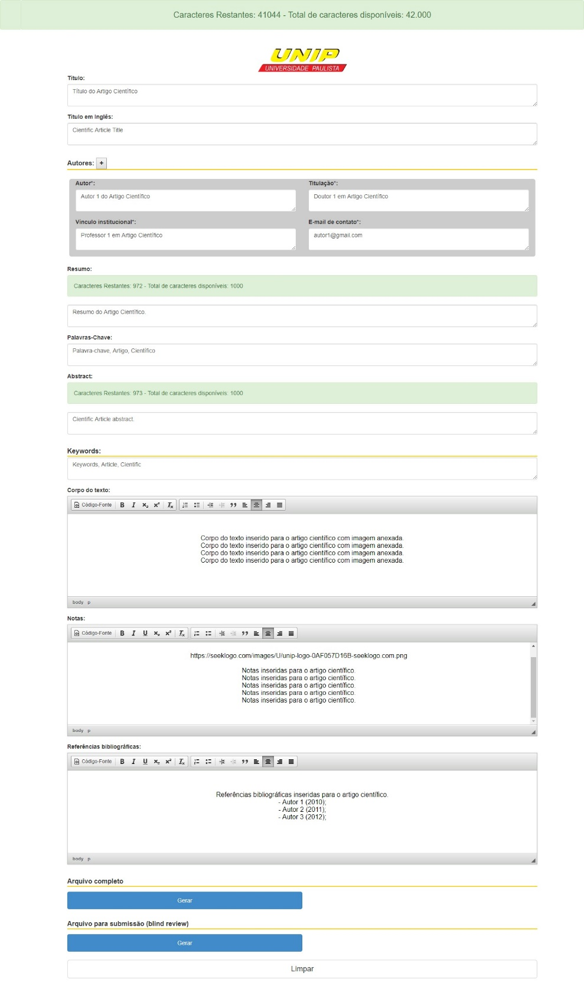 Caracteres Restantes: 41044 - Total de caracteres disponíveis: 42.000
UNIP
UNIVERSIDADE PAULISTA
Título:
Título do Artigo Científico
Título em Inglês:
Cientific Article Title
Autores: +
Autor*:
Titulação*:
Autor 1 do Artigo Científico
Doutor 1 em Artigo Científico
Vínculo institucional*:
E-mail de contato*:
Professor 1 em Artigo Científico
autor1@gmail.com
Resumo:
Caracteres Restantes: 972 - Total de caracteres disponíveis: 1000
Resumo do Artigo Científico.
Palavras-Chave:
Palavra-chave, Artigo, Científico
Abstract:
Caracteres Restantes: 973 - Total de caracteres disponíveis: 1000
Cientific Article abstract.
Keywords:
Keywords, Article, Cientific
Corpo do texto:
Código-Fonte B I x₂ x² Tx
Corpo do texto inserido para o artigo científico com imagem anexada.
Corpo do texto inserido para o artigo científico com imagem anexada.
Corpo do texto inserido para o artigo científico com imagem anexada.
Corpo do texto inserido para o artigo científico com imagem anexada.
body p
Notas:
Código-Fonte B I U x₂ x² Tx
https://seeklogo.com/images/U/unip-logo-0AF057D16B-seeklogo.com.png
Notas inseridas para o artigo científico.
Notas inseridas para o artigo científico.
Notas inseridas para o artigo científico.
Notas inseridas para o artigo científico.
Notas inseridas para o artigo científico.
body p
Referências bibliográficas:
Código-Fonte B I U x₂ x² Tx
Referências bibliográficas inseridas para o artigo científico.
- Autor 1 (2010);
- Autor 2 (2011);
- Autor 3 (2012);
body p
Arquivo completo
Gerar
Arquivo para submissão (blind review)
Gerar
Limpar